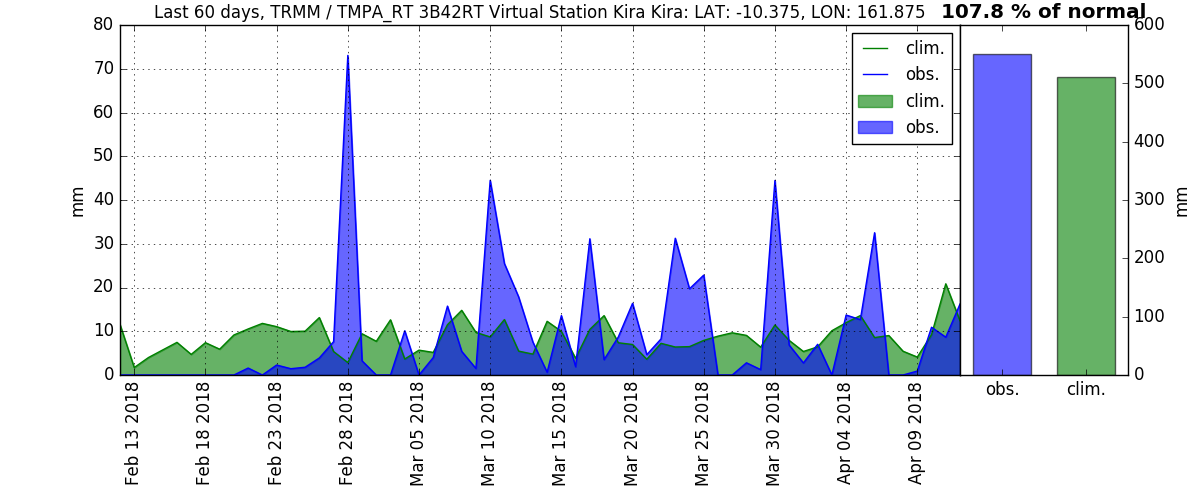 Last 60 days, TRMM / TMPA_RT 3B42RT Virtual Station Kira Kira: LAT: -10.375, LON: 161.875 107.8 % of normal
80
70
60
50
40
30
20
10
0
mm
clim.
obs.
clim.
obs.
600
500
400
300
200
100
0
mm
obs.
clim.
Feb 13 2018
Feb 18 2018
Feb 23 2018
Feb 28 2018
Mar 05 2018
Mar 10 2018
Mar 15 2018
Mar 20 2018
Mar 25 2018
Mar 30 2018
Apr 04 2018
Apr 09 2018